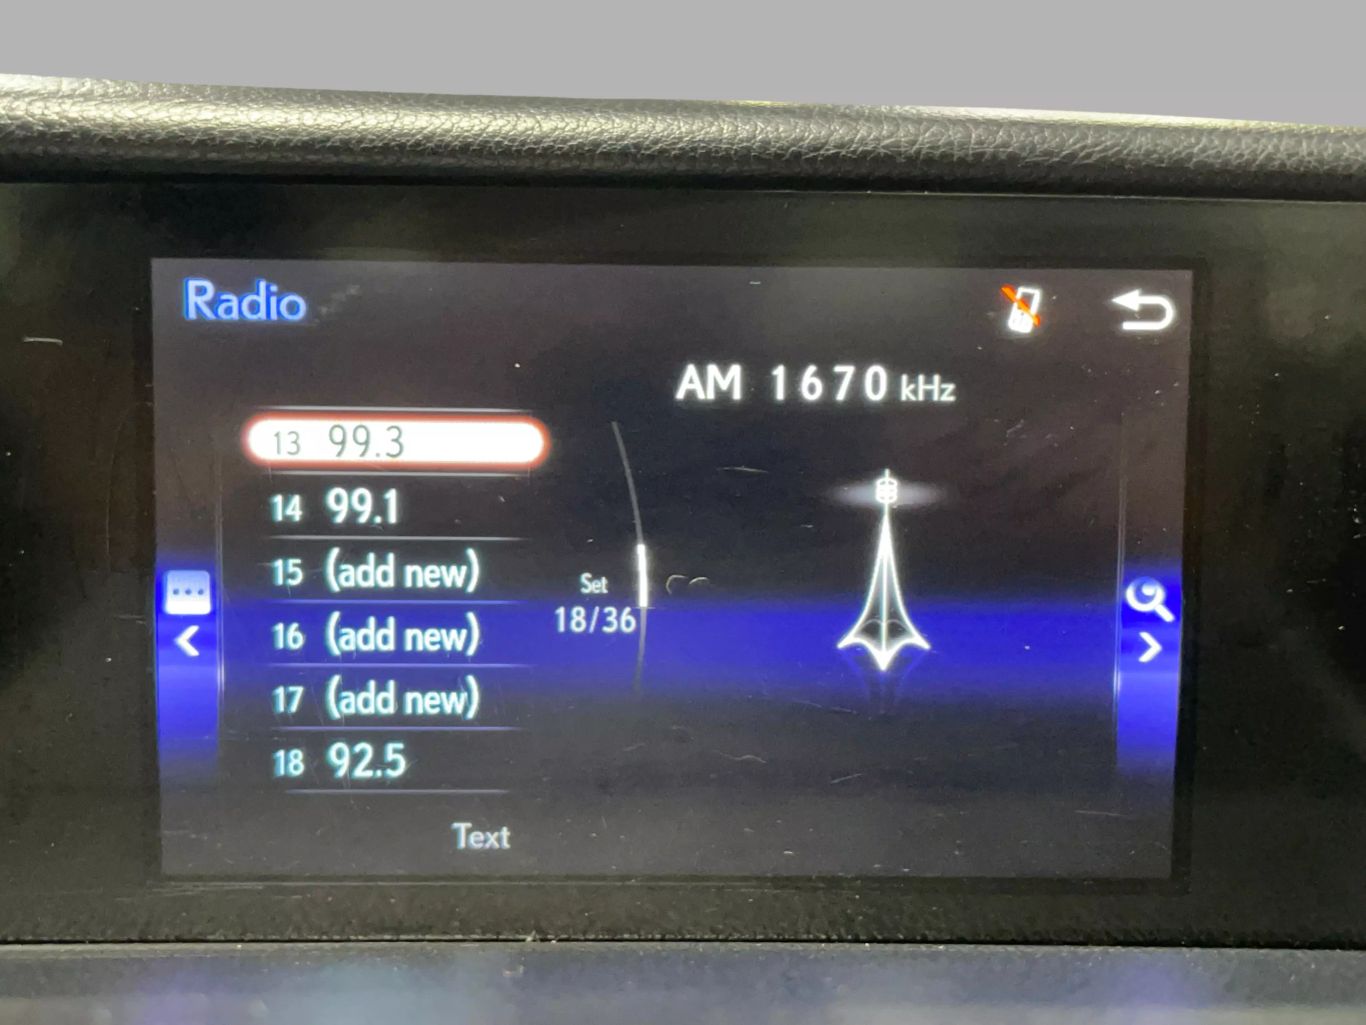 Radio
AM 1670 kHz
13 99.3
14 99.1
15 (add new)
16 (add new)
17 (add new)
18 92.5
Set
18/36
Text